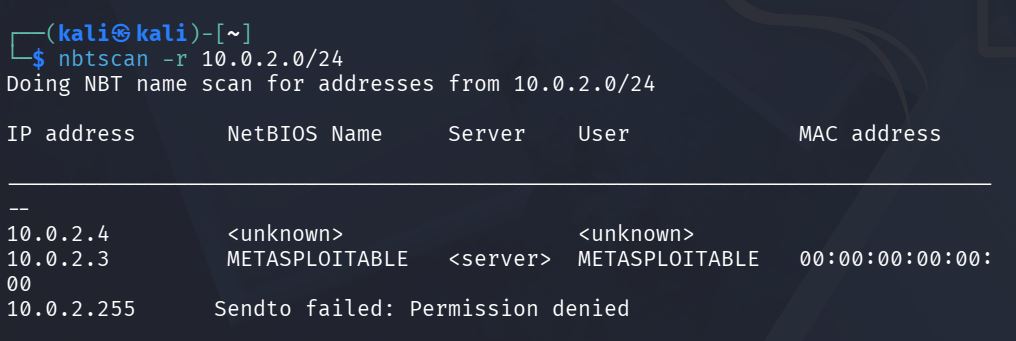 ┌──(kali㉿kali)-[~]
└─$ nbtscan -r 10.0.2.0/24
Doing NBT name scan for addresses from 10.0.2.0/24
IP address       NetBIOS Name     Server    User             MAC address
--
10.0.2.4         <unknown>                  <unknown>
10.0.2.3         METASPLOITABLE   <server>  METASPLOITABLE   00:00:00:00:00:
00
10.0.2.255      Sendto failed: Permission denied